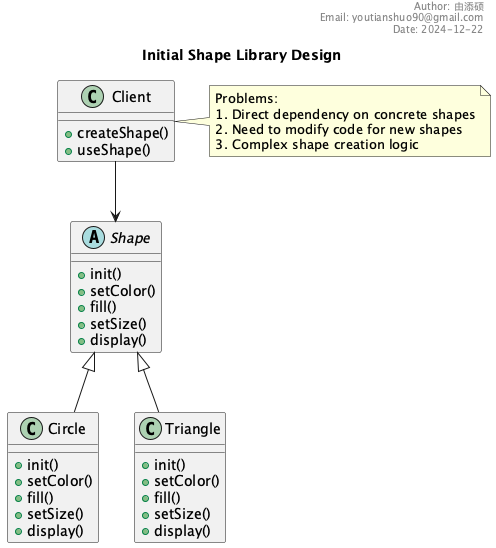 Author: 由添硕
Email: youtianshuo90@gmail.com
Date: 2024-12-22
Initial Shape Library Design
C Client
createShape()
useShape()
Problems:
1. Direct dependency on concrete shapes
2. Need to modify code for new shapes
3. Complex shape creation logic
A Shape
init()
setColor()
fill()
setSize()
display()
C Circle
init()
setColor()
fill()
setSize()
display()
C Triangle
init()
setColor()
fill()
setSize()
display()